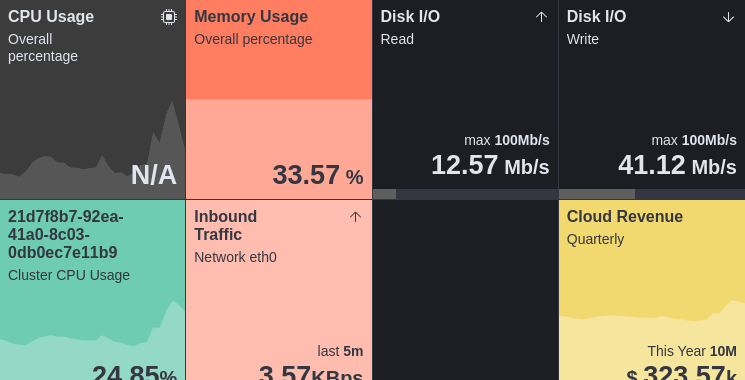 CPU Usage
Overall
percentage
N/A
Memory Usage
Overall percentage
33.57 %
Disk I/O
Read
max 100Mb/s
12.57 Mb/s
Disk I/O
Write
max 100Mb/s
41.12 Mb/s
21d7f8b7-92ea-
41a0-8c03-
0db0ec7e11b9
Cluster CPU Usage
24.85%
Inbound
Traffic
Network eth0
last 5m
3.57KBps
Cloud Revenue
Quarterly
This Year 10M
$ 323.57k